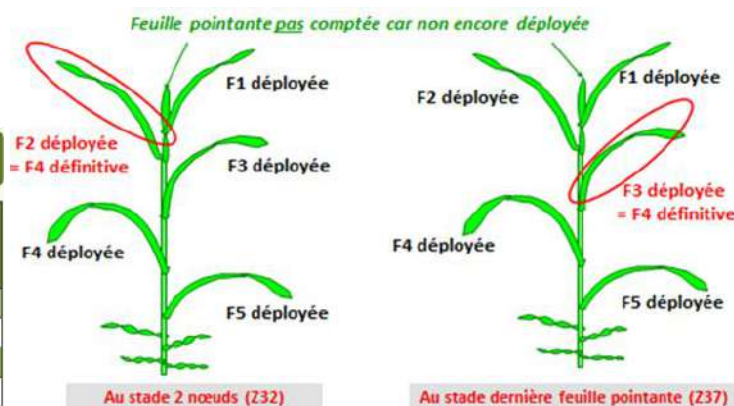 Feuille pointante pas comptée car non encore déployée
F1 déployée
F2 déployée
= F4 définitive
F3 déployée
F4 déployée
F5 déployée
Au stade 2 nœuds (Z32)
F1 déployée
F2 déployée
F3 déployée
= F4 définitive
F4 déployée
F5 déployée
Au stade dernière feuille pointante (Z37)